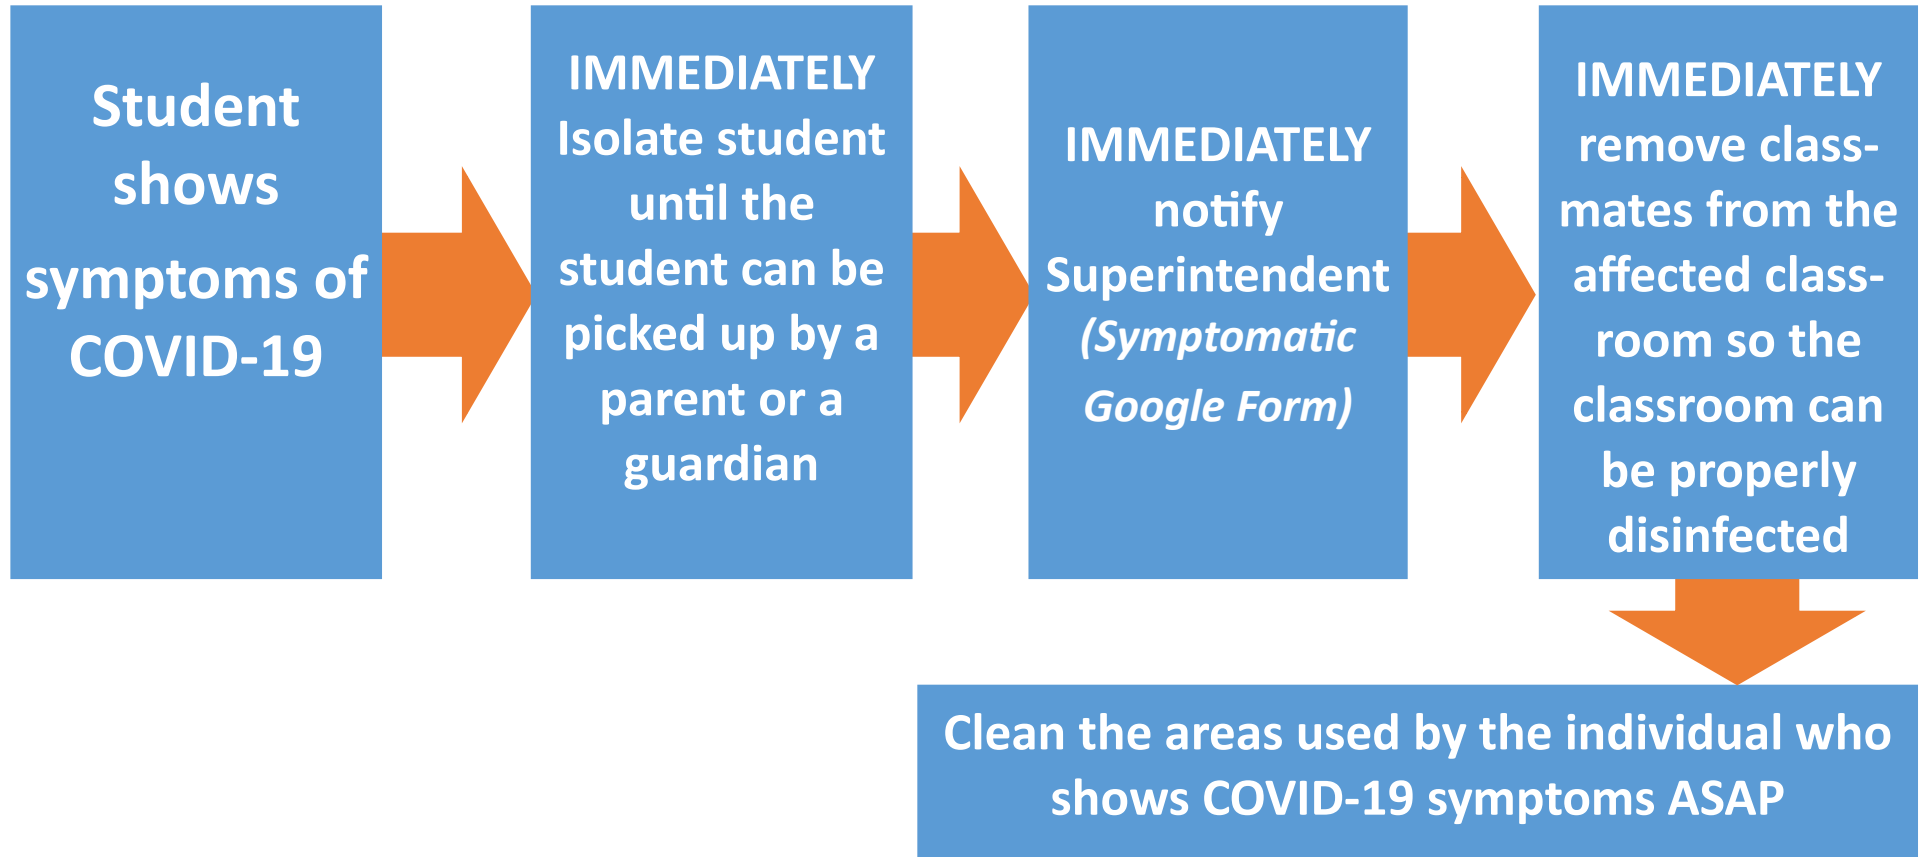 Student
shows
symptoms of
COVID-19
IMMEDIATELY
Isolate student
until the
student can be
picked up by a
parent or a
guardian
IMMEDIATELY
notify
Superintendent
(Symptomatic
Google Form)
IMMEDIATELY
remove class-
mates from the
affected class-
room so the
classroom can
be properly
disinfected
Clean the areas used by the individual who
shows COVID-19 symptoms ASAP